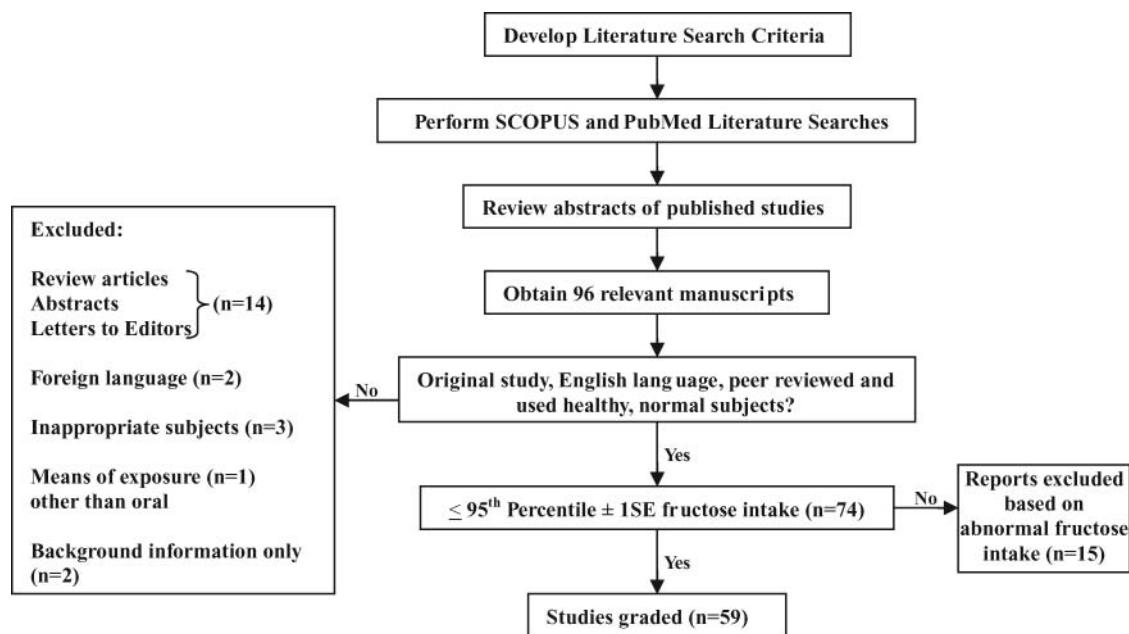 Develop Literature Search Criteria
Perform SCOPUS and PubMed Literature Searches
Review abstracts of published studies
Obtain 96 relevant manuscripts
Original study, English language, peer reviewed and
used healthy, normal subjects?
No
Excluded:
Review articles
Abstracts
Letters to Editors
(n=14)
Foreign language (n=2)
Inappropriate subjects (n=3)
Means of exposure (n=1)
other than oral
Background information only
(n=2)
Yes
≤ 95th Percentile ± 1SE fructose intake (n=74)
No
Reports excluded
based on
abnormal fructose
intake (n=15)
Yes
Studies graded (n=59)